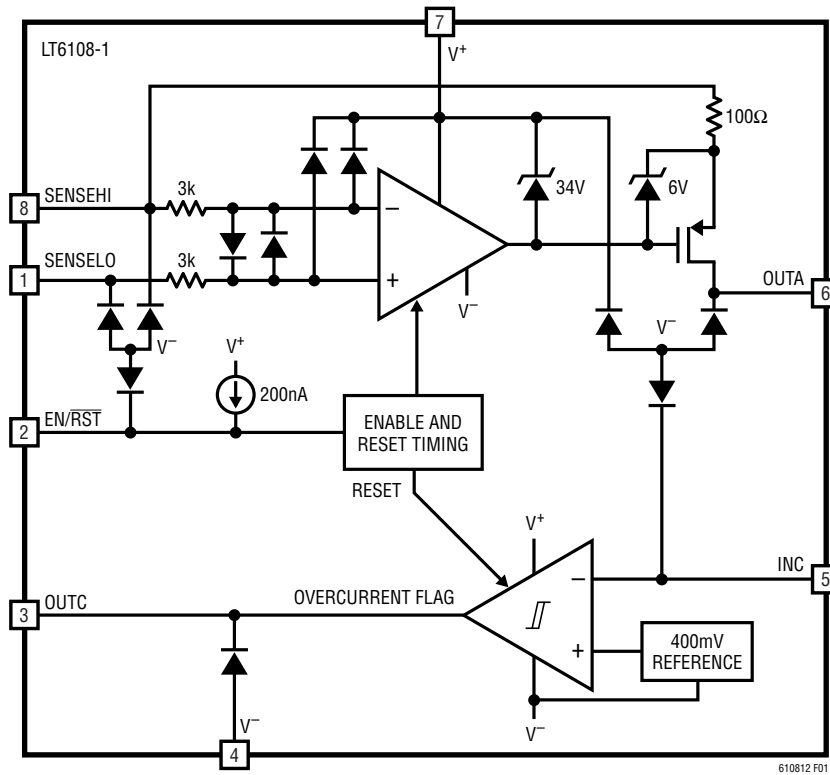 7
LT6108-1
V⁺
100Ω
3k
34V
6V
8
SENSEHI
−
1
SENSELO
3k
+
V⁻
OUTA
6
V⁻
V⁻
V⁺
200nA
2
EN/R̅S̅T̅
ENABLE AND
RESET TIMING
RESET
V⁺
INC
5
−
3
OUTC
OVERCURRENT FLAG
+
400mV
REFERENCE
V⁻
V⁻
4
610812 F01